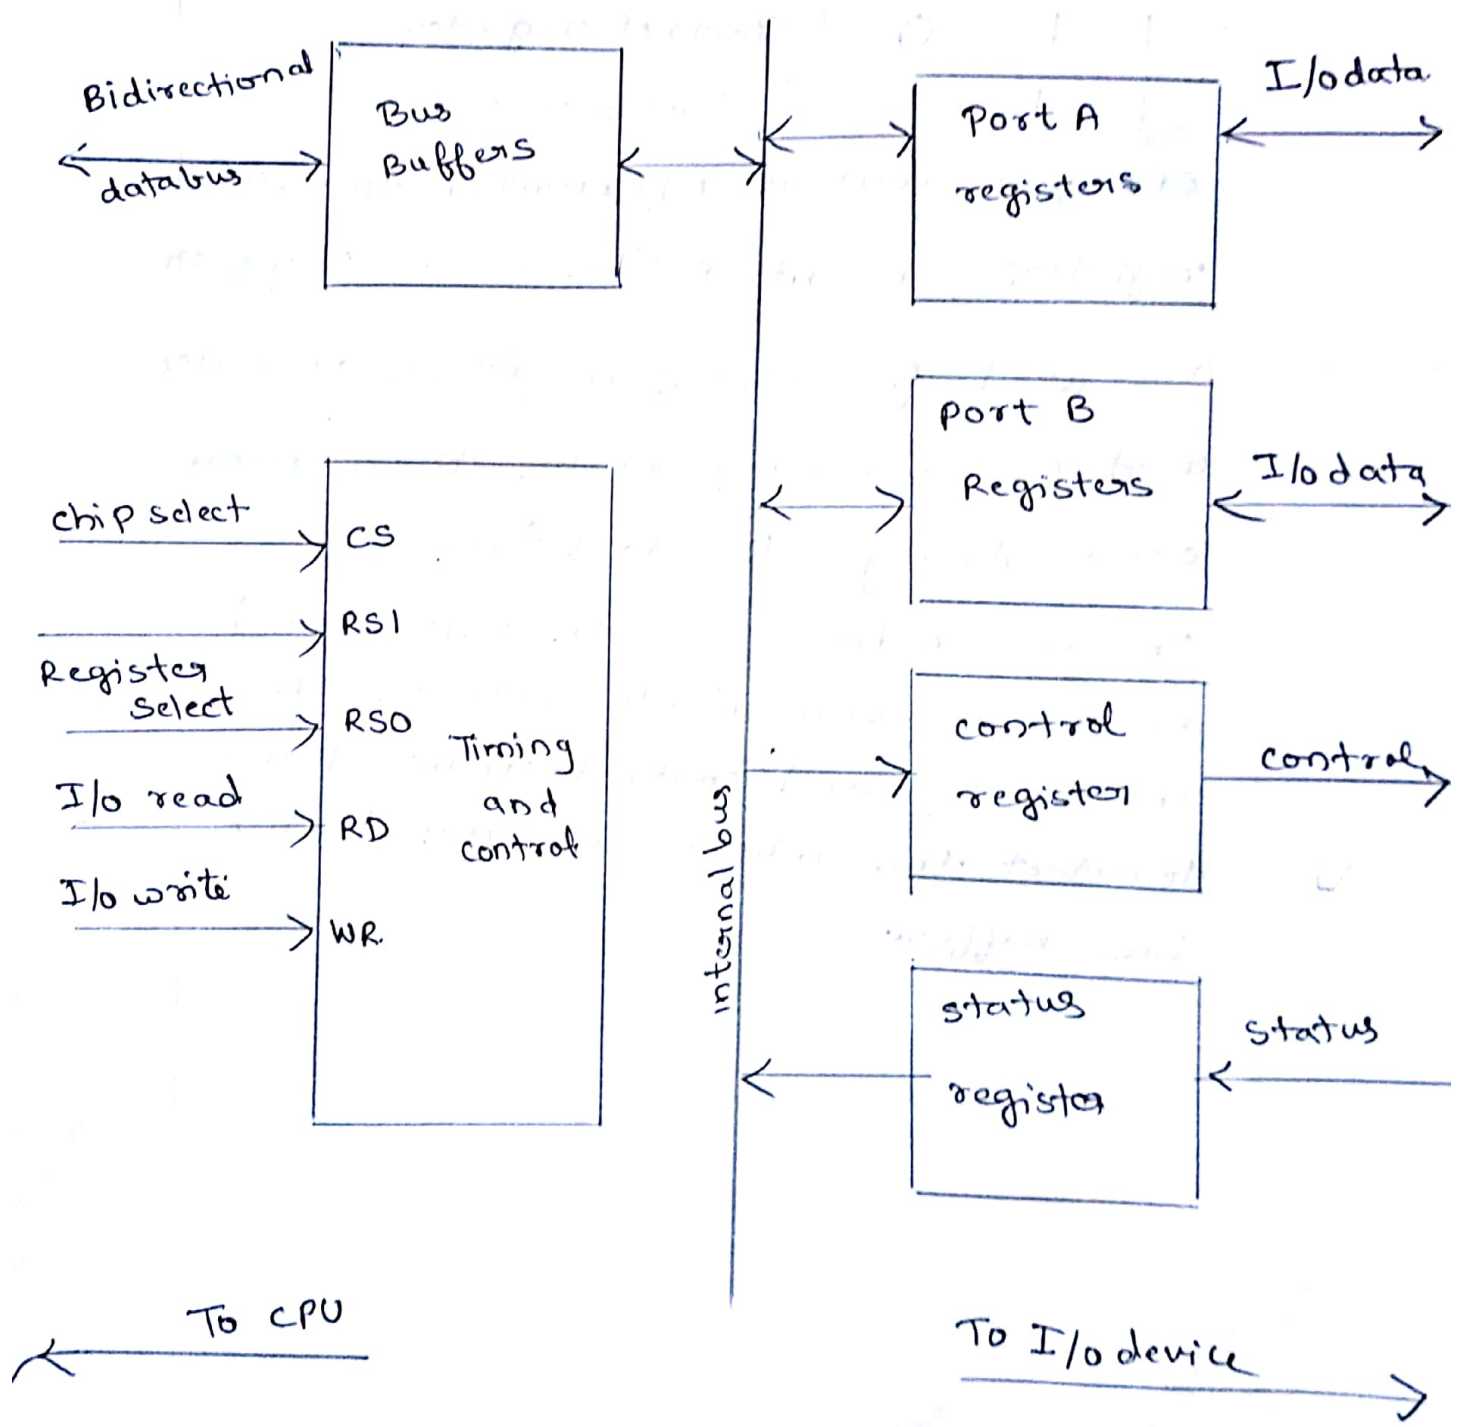 Bidirectional
databus
Bus
Buffers
Port A
registers
I/o data
Port B
Registers
I/o data
chip select
CS
RS1
Register
select
RS0
I/o read
RD
I/o write
WR.
Timing
and
control
internal bus
control
register
control
status
register
status
To CPU
To I/o device